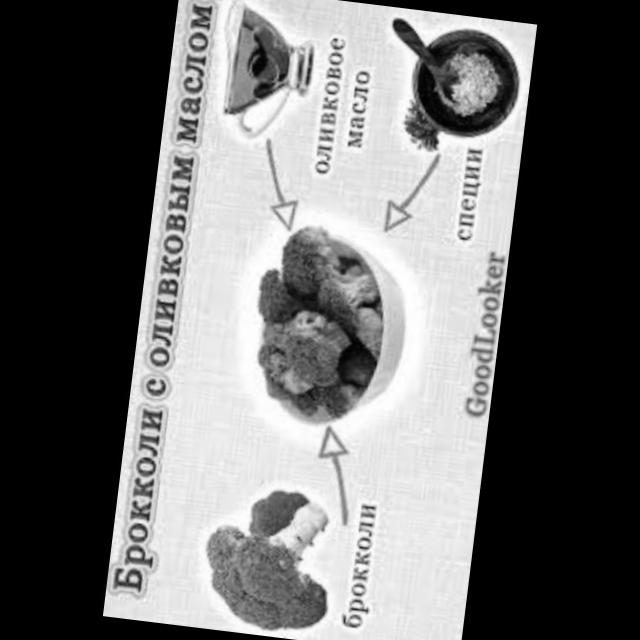 Брокколи с оливковым маслом
брокколи
оливковое
масло
специи
GoodLooker